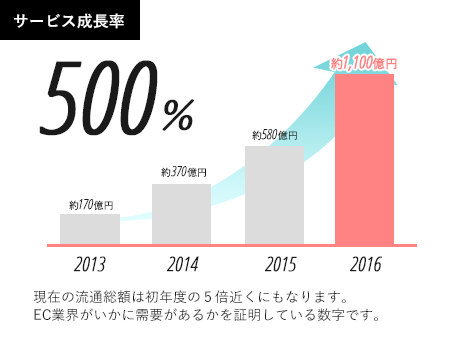 サービス成長率
500%
約1,100億円
約580億円
約370億円
約170億円
2013 2014 2015 2016
現在の流通総額は初年度の５倍近くにもなります。
EC業界がいかに需要があるかを証明している数字です。